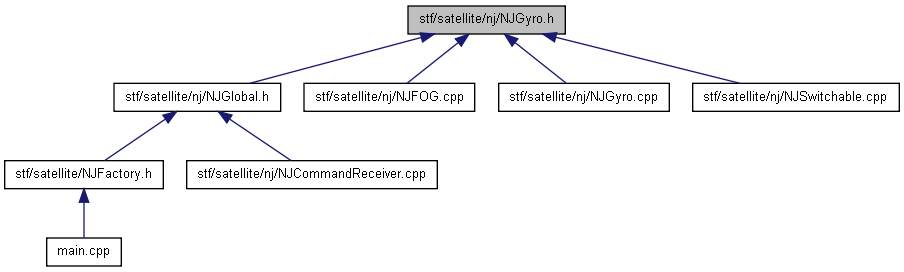 stf/satellite/nj/NJGyro.h
stf/satellite/nj/NJGlobal.h
stf/satellite/nj/NJFOG.cpp
stf/satellite/nj/NJGyro.cpp
stf/satellite/nj/NJSwitchable.cpp
stf/satellite/NJFactory.h
stf/satellite/nj/NJCommandReceiver.cpp
main.cpp